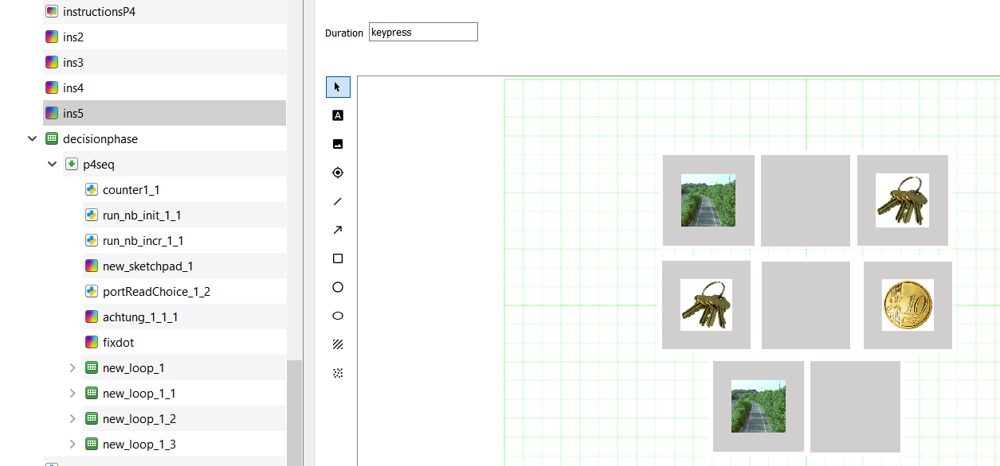 instructionsP4
ins2
ins3
ins4
ins5
decisionphase
p4seq
counter1_1
run_nb_init_1_1
run_nb_incr_1_1
new_sketchpad_1
portReadChoice_1_2
achtung_1_1_1
fixdot
new_loop_1
new_loop_1_1
new_loop_1_2
new_loop_1_3
Duration keypress
A
10